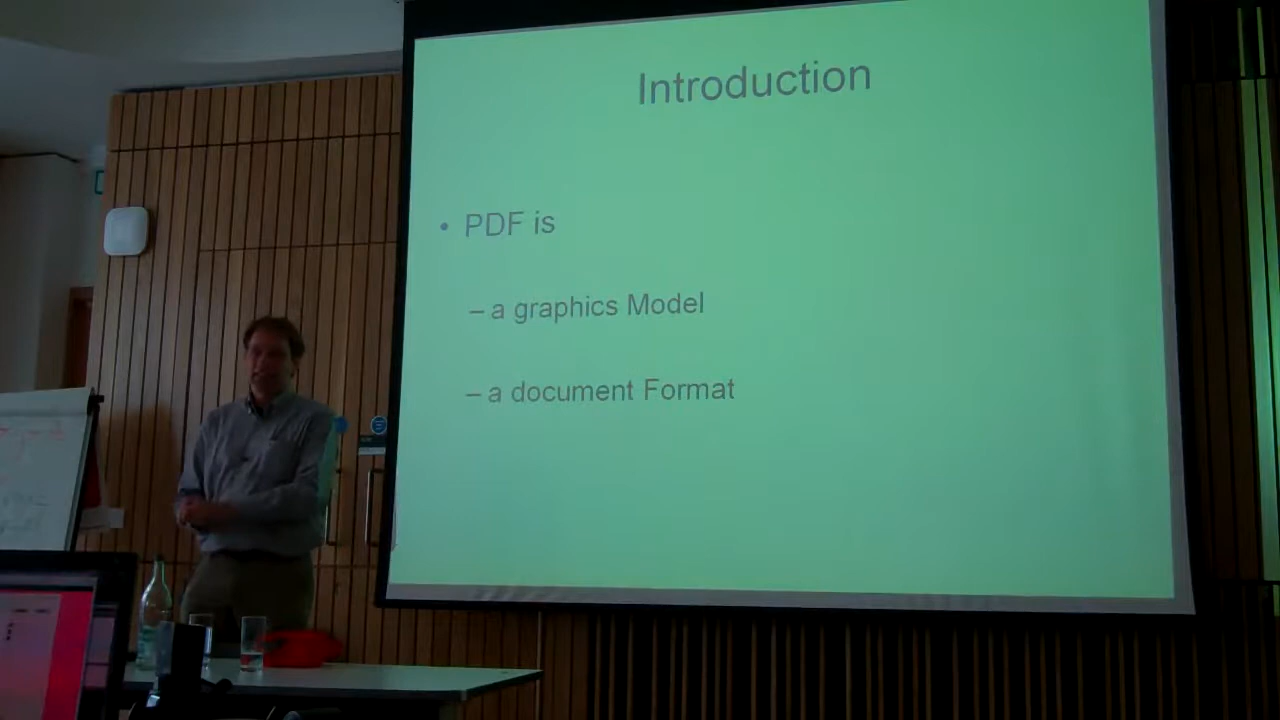 Introduction
• PDF is
– a graphics Model
– a document Format